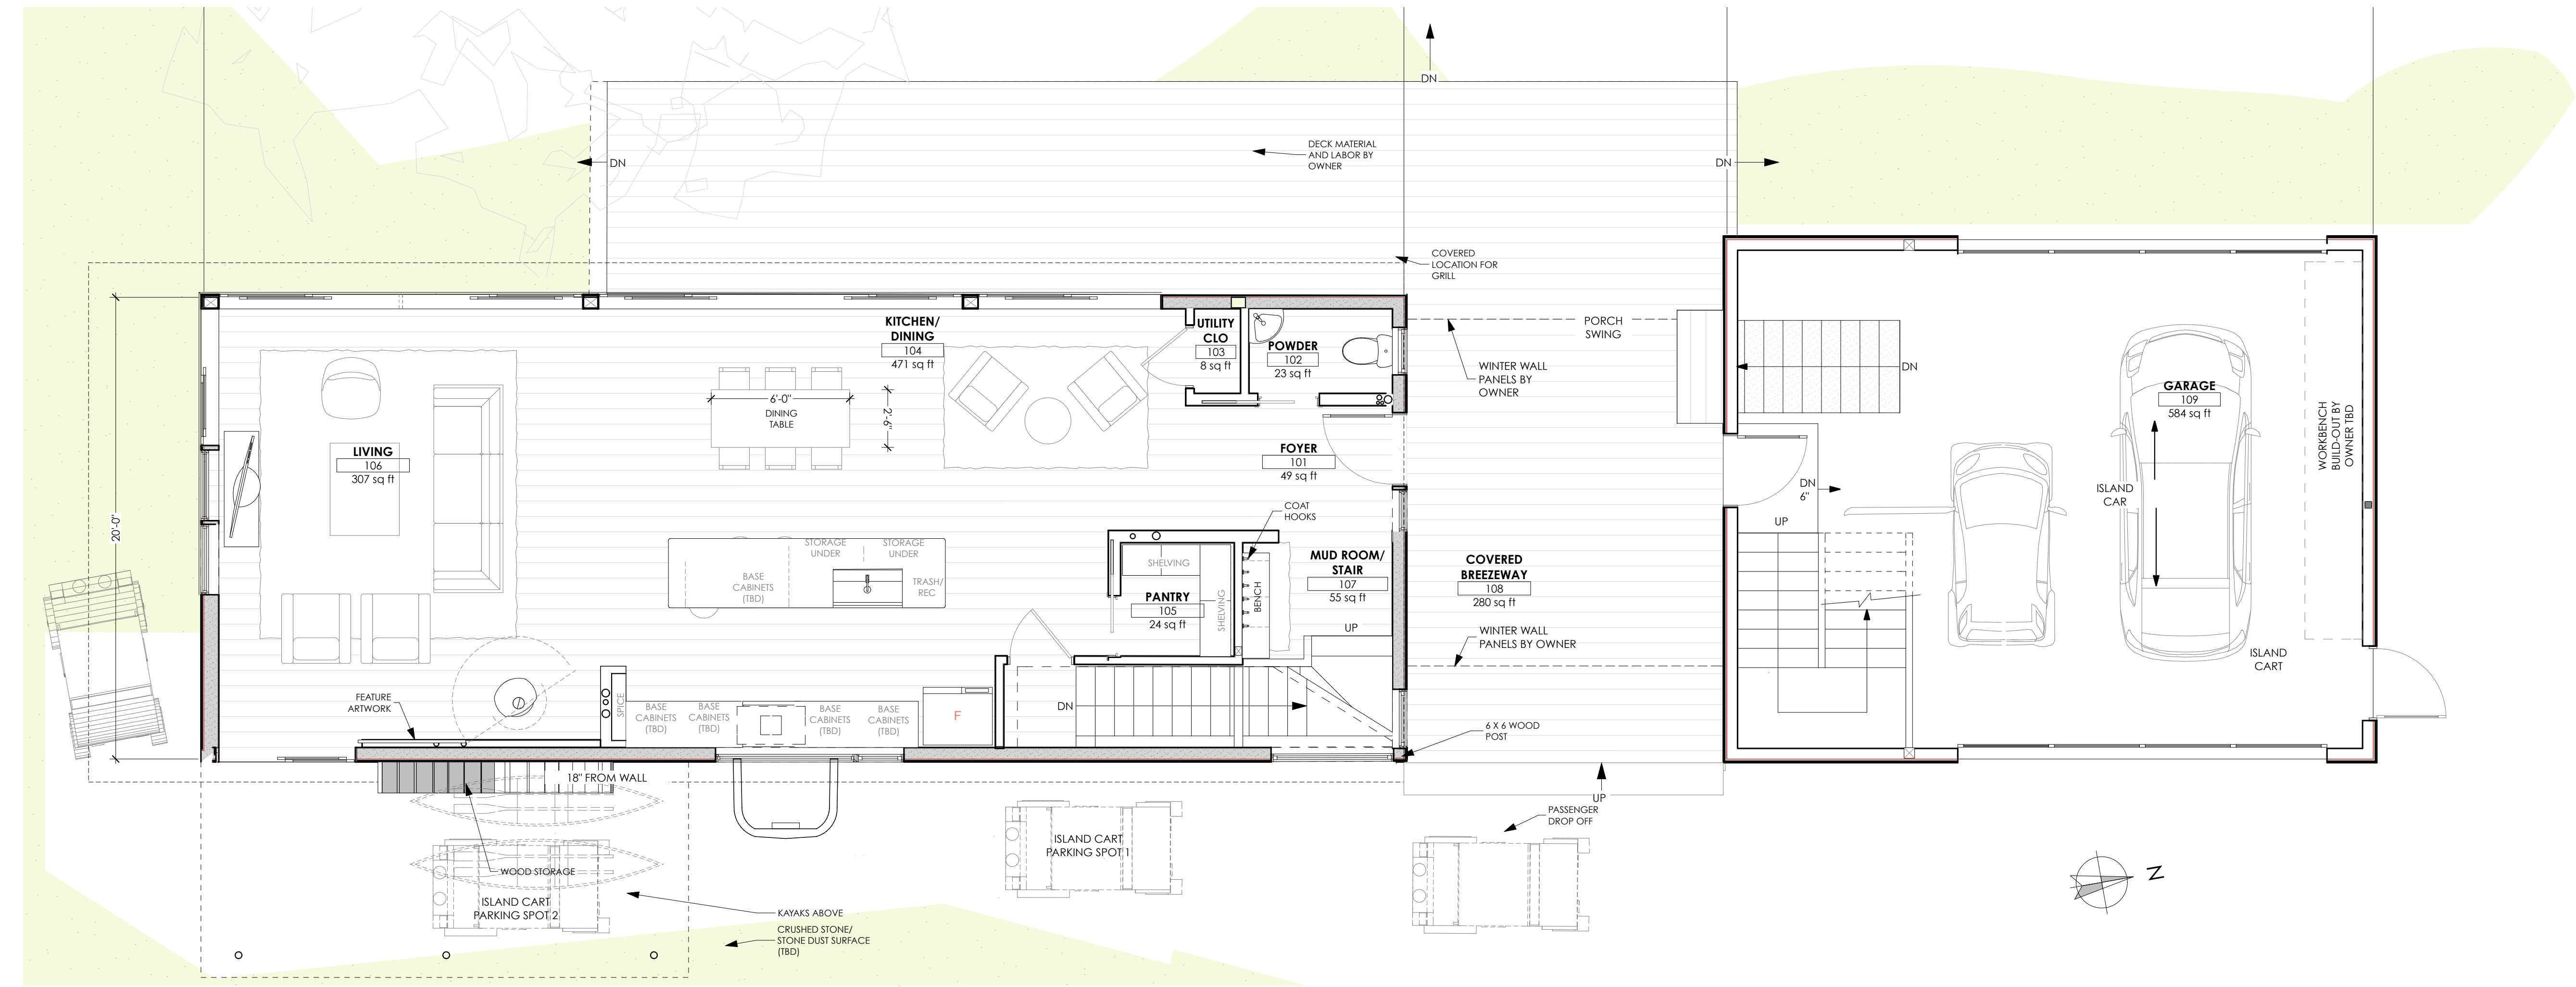 DN
DN
DECK MATERIAL
AND LABOR BY
OWNER
DN
COVERED
LOCATION FOR
GRILL
KITCHEN/
DINING
104
471 sq ft
UTILITY
CLO
103
8 sq ft
POWDER
102
23 sq ft
PORCH
SWING
WINTER WALL
PANELS BY
OWNER
DN
GARAGE
109
584 sq ft
WORKBENCH
BUILD-OUT BY
OWNER TBD
6'-0"
DINING
TABLE
2'-6"
LIVING
106
307 sq ft
FOYER
101
49 sq ft
20'-0"
COAT
HOOKS
DN
6"
ISLAND
CAR
UP
STORAGE
UNDER
STORAGE
UNDER
BASE
CABINETS
(TBD)
TRASH/
REC
SHELVING
PANTRY
105
24 sq ft
SHELVING
BENCH
MUD ROOM/
STAIR
107
55 sq ft
UP
COVERED
BREEZEWAY
108
280 sq ft
WINTER WALL
PANELS BY OWNER
ISLAND
CART
FEATURE
ARTWORK
SPICE
BASE
CABINETS
(TBD)
BASE
CABINETS
(TBD)
BASE
CABINETS
(TBD)
BASE
CABINETS
(TBD)
F
DN
6 X 6 WOOD
POST
18" FROM WALL
UP
PASSENGER
DROP OFF
ISLAND CART
PARKING SPOT 1
WOOD STORAGE
ISLAND CART
PARKING SPOT 2
KAYAKS ABOVE
CRUSHED STONE/
STONE DUST SURFACE
(TBD)
N